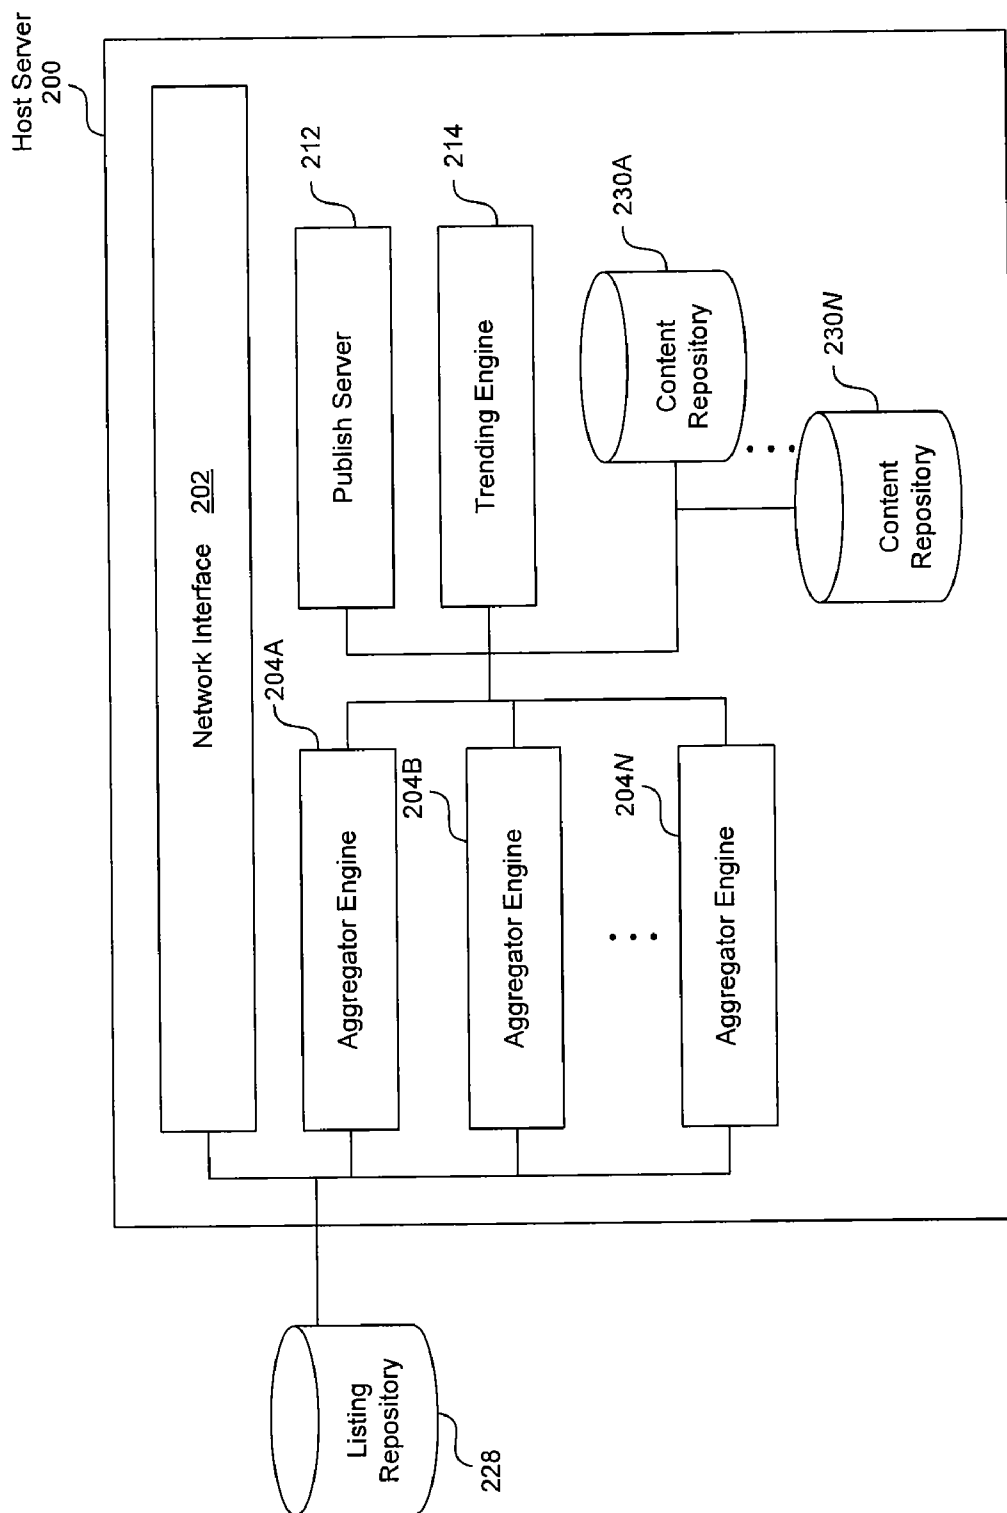 Host Server
200
Network Interface 202
204A
Aggregator Engine
204B
Aggregator Engine
204N
Aggregator Engine
212
Publish Server
214
Trending Engine
230A
Content
Repository
230N
Content
Repository
Listing
Repository
228